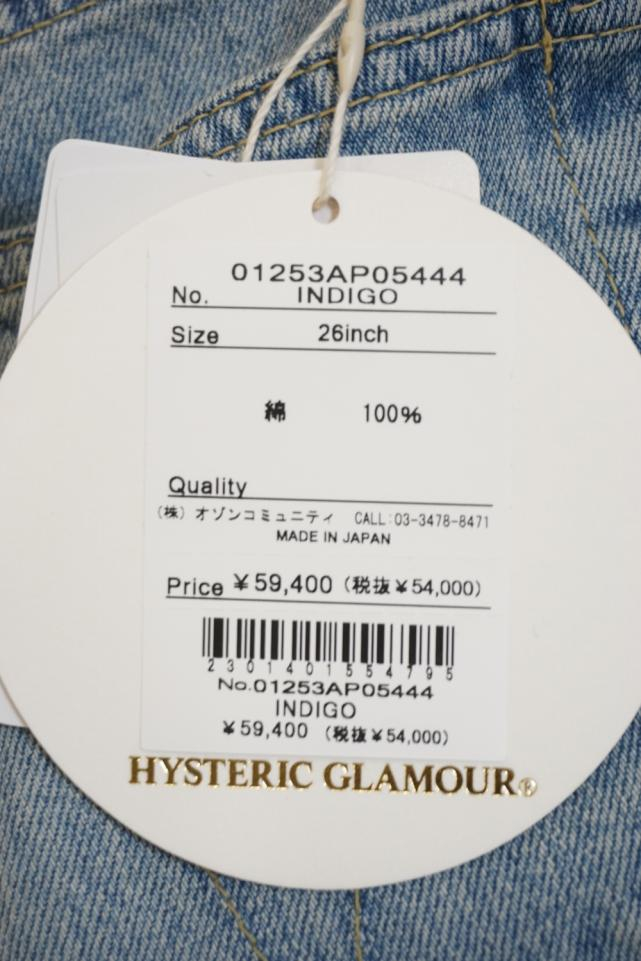 01253AP05444
No. INDIGO
Size 26inch
綿 100%
Quality
(株) オゾンコミュニティ CALL:03-3478-8471
MADE IN JAPAN
Price ¥59,400 (税抜¥54,000)
2301401554795
No.01253AP05444
INDIGO
¥59,400 (税抜¥54,000)
HYSTERIC GLAMOUR®